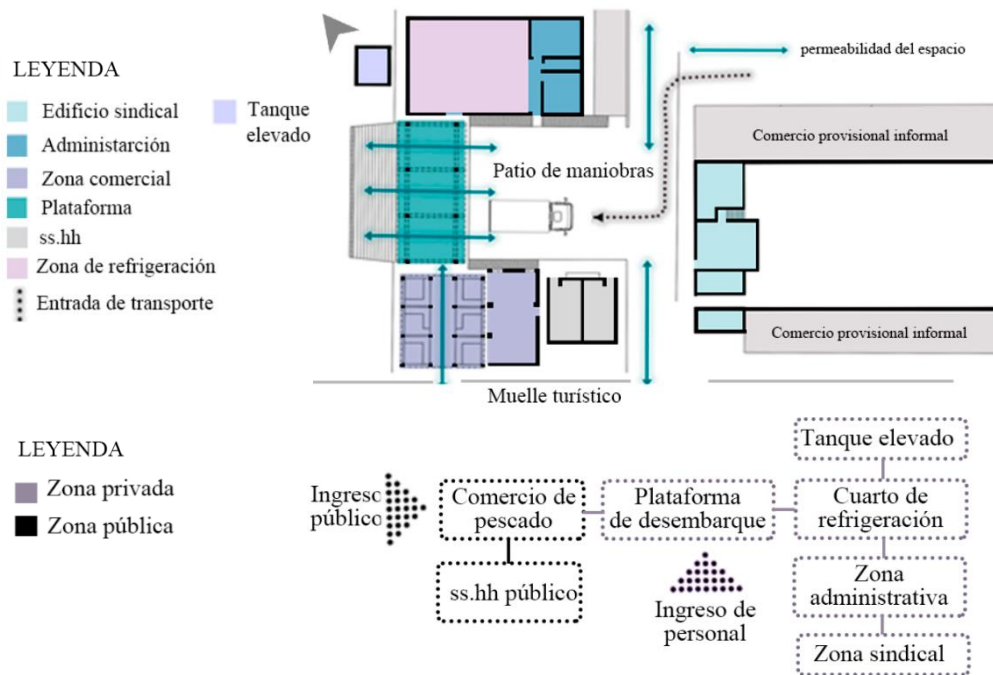 LEYENDA
Edificio sindical
Administarción
Zona comercial
Plataforma
ss.hh
Zona de refrigeración
Entrada de transporte
Tanque
elevado
permeabilidad del espacio
Comercio provisional informal
Patio de maniobras
Comercio provisional informal
Muelle turístico
LEYENDA
Zona privada
Zona pública
Ingreso
público
Comercio de
pescado
ss.hh público
Plataforma
de desembarque
Ingreso de
personal
Tanque elevado
Cuarto de
refrigeración
Zona
administrativa
Zona sindical